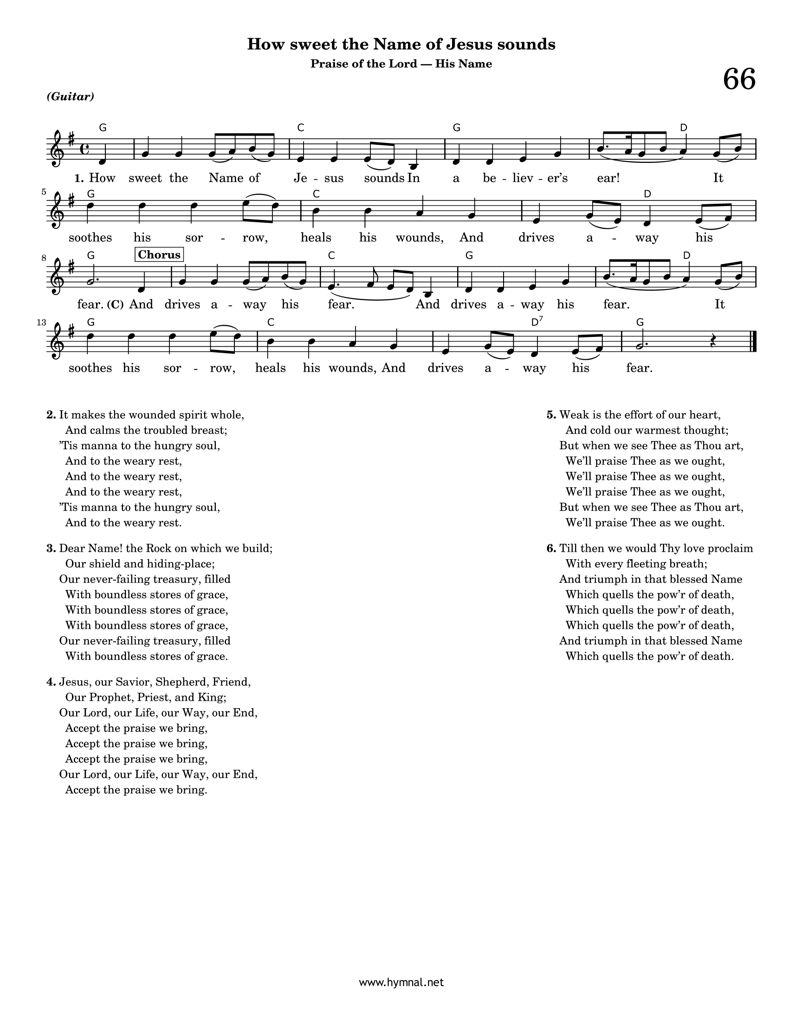 How sweet the Name of Jesus sounds
Praise of the Lord — His Name
66
(Guitar)
G C G D
1. How sweet the Name of Je - sus sounds In a be - liev - er's ear! It
5
G C D
soothes his sor - row, heals his wounds, And drives a - way his
8
G Chorus C G D
fear. (C) And drives a - way his fear. And drives a - way his fear. It
13
G C D7 G
soothes his sor - row, heals his wounds, And drives a - way his fear.
2. It makes the wounded spirit whole,
And calms the troubled breast;
'Tis manna to the hungry soul,
And to the weary rest,
And to the weary rest,
And to the weary rest,
'Tis manna to the hungry soul,
And to the weary rest.
3. Dear Name! the Rock on which we build;
Our shield and hiding-place;
Our never-failing treasury, filled
With boundless stores of grace,
With boundless stores of grace,
With boundless stores of grace,
Our never-failing treasury, filled
With boundless stores of grace.
4. Jesus, our Savior, Shepherd, Friend,
Our Prophet, Priest, and King;
Our Lord, our Life, our Way, our End,
Accept the praise we bring,
Accept the praise we bring,
Accept the praise we bring,
Our Lord, our Life, our Way, our End,
Accept the praise we bring.
5. Weak is the effort of our heart,
And cold our warmest thought;
But when we see Thee as Thou art,
We'll praise Thee as we ought,
We'll praise Thee as we ought,
We'll praise Thee as we ought,
But when we see Thee as Thou art,
We'll praise Thee as we ought.
6. Till then we would Thy love proclaim
With every fleeting breath;
And triumph in that blessed Name
Which quells the pow'r of death,
Which quells the pow'r of death,
Which quells the pow'r of death,
And triumph in that blessed Name
Which quells the pow'r of death.
www.hymnal.net